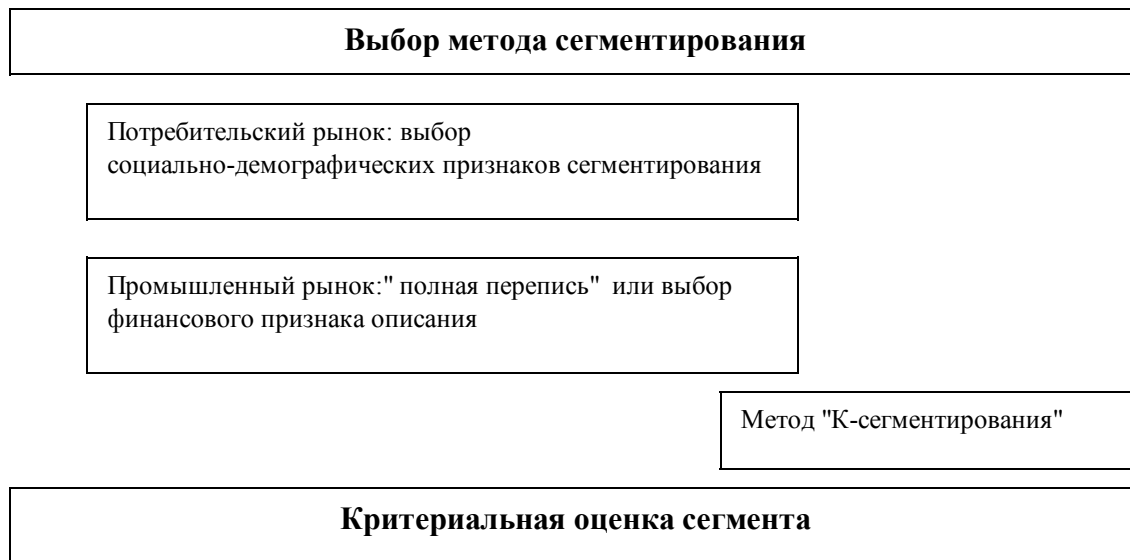 Выбор метода сегментирования
Потребительский рынок: выбор
социально-демографических признаков сегментирования
Промышленный рынок:" полная перепись" или выбор
финансового признака описания
Метод "К-сегментирования"
Критериальная оценка сегмента